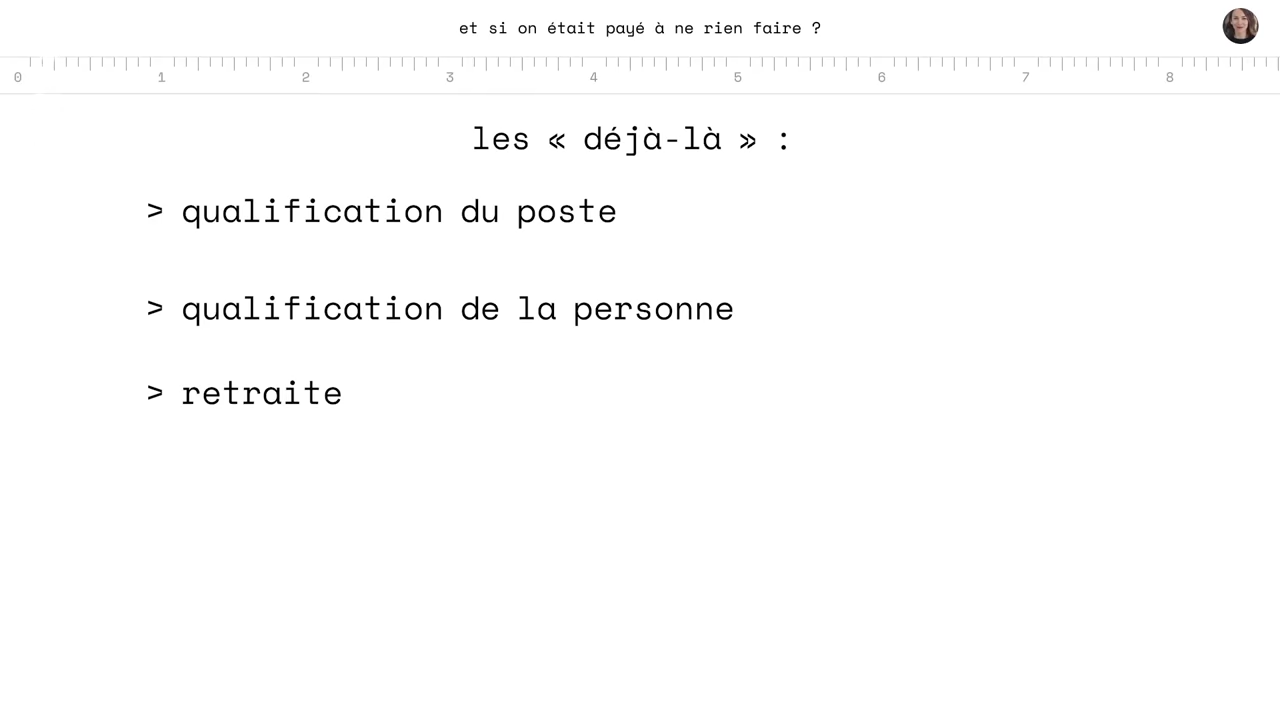 et si on était payé à ne rien faire ?
0 1 2 3 4 5 6 7 8
les « déjà-là » :
> qualification du poste
> qualification de la personne
> retraite